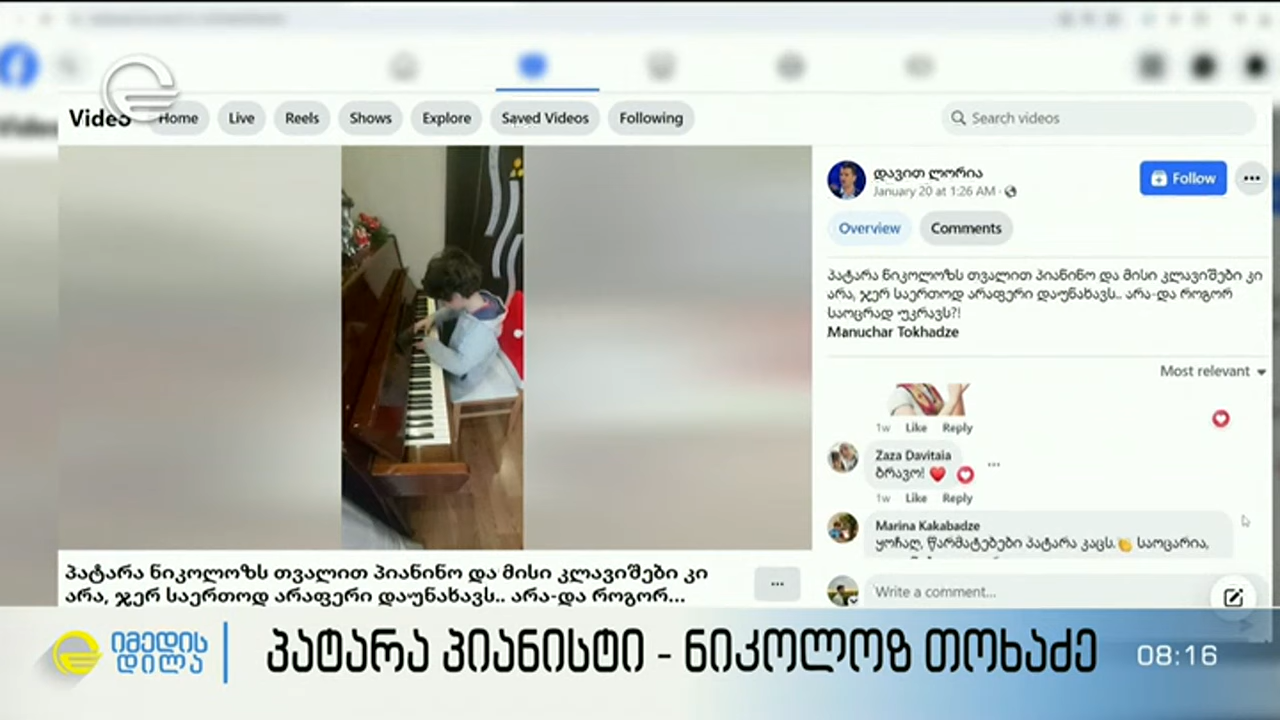 Video
Home
Live
Reels
Shows
Explore
Saved Videos
Following
Search videos
დავით ლორია
January 20 at 1:26 AM
Follow
Overview
Comments
პატარა ნიკოლოზს თვალით პიანინო და მისი კლავიშები კი
არა, ჯერ საერთოდ არაფერი დაუნახავს.. არა-და როგორ
საოცრად უკრავს?!
Manuchar Tokhadze
Most relevant
1w Like Reply
Zaza Davitaia
ბრავო! ❤️
1w Like Reply
Marina Kakabadze
ყოჩაღ, წარმატებები პატარა კაცს.👏 საოცარია,
Write a comment...
პატარა ნიკოლოზს თვალით პიანინო და მისი კლავიშები კი
არა, ჯერ საერთოდ არაფერი დაუნახავს.. არა-და როგორ...
იმედის
დილა
პატარა პიანისტი - ნიკოლოზ თოხაძე
08:16